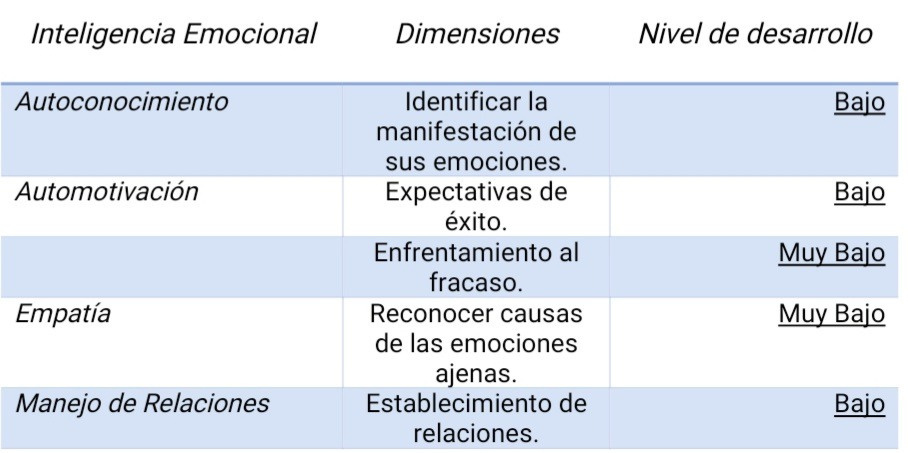 Inteligencia Emocional Dimensiones Nivel de desarrollo
Autoconocimiento Identificar la Bajo
manifestación de
sus emociones.
Automotivación Expectativas de Bajo
éxito.
Enfrentamiento al Muy Bajo
fracaso.
Empatía Reconocer causas Muy Bajo
de las emociones
ajenas.
Manejo de Relaciones Establecimiento de Bajo
relaciones.